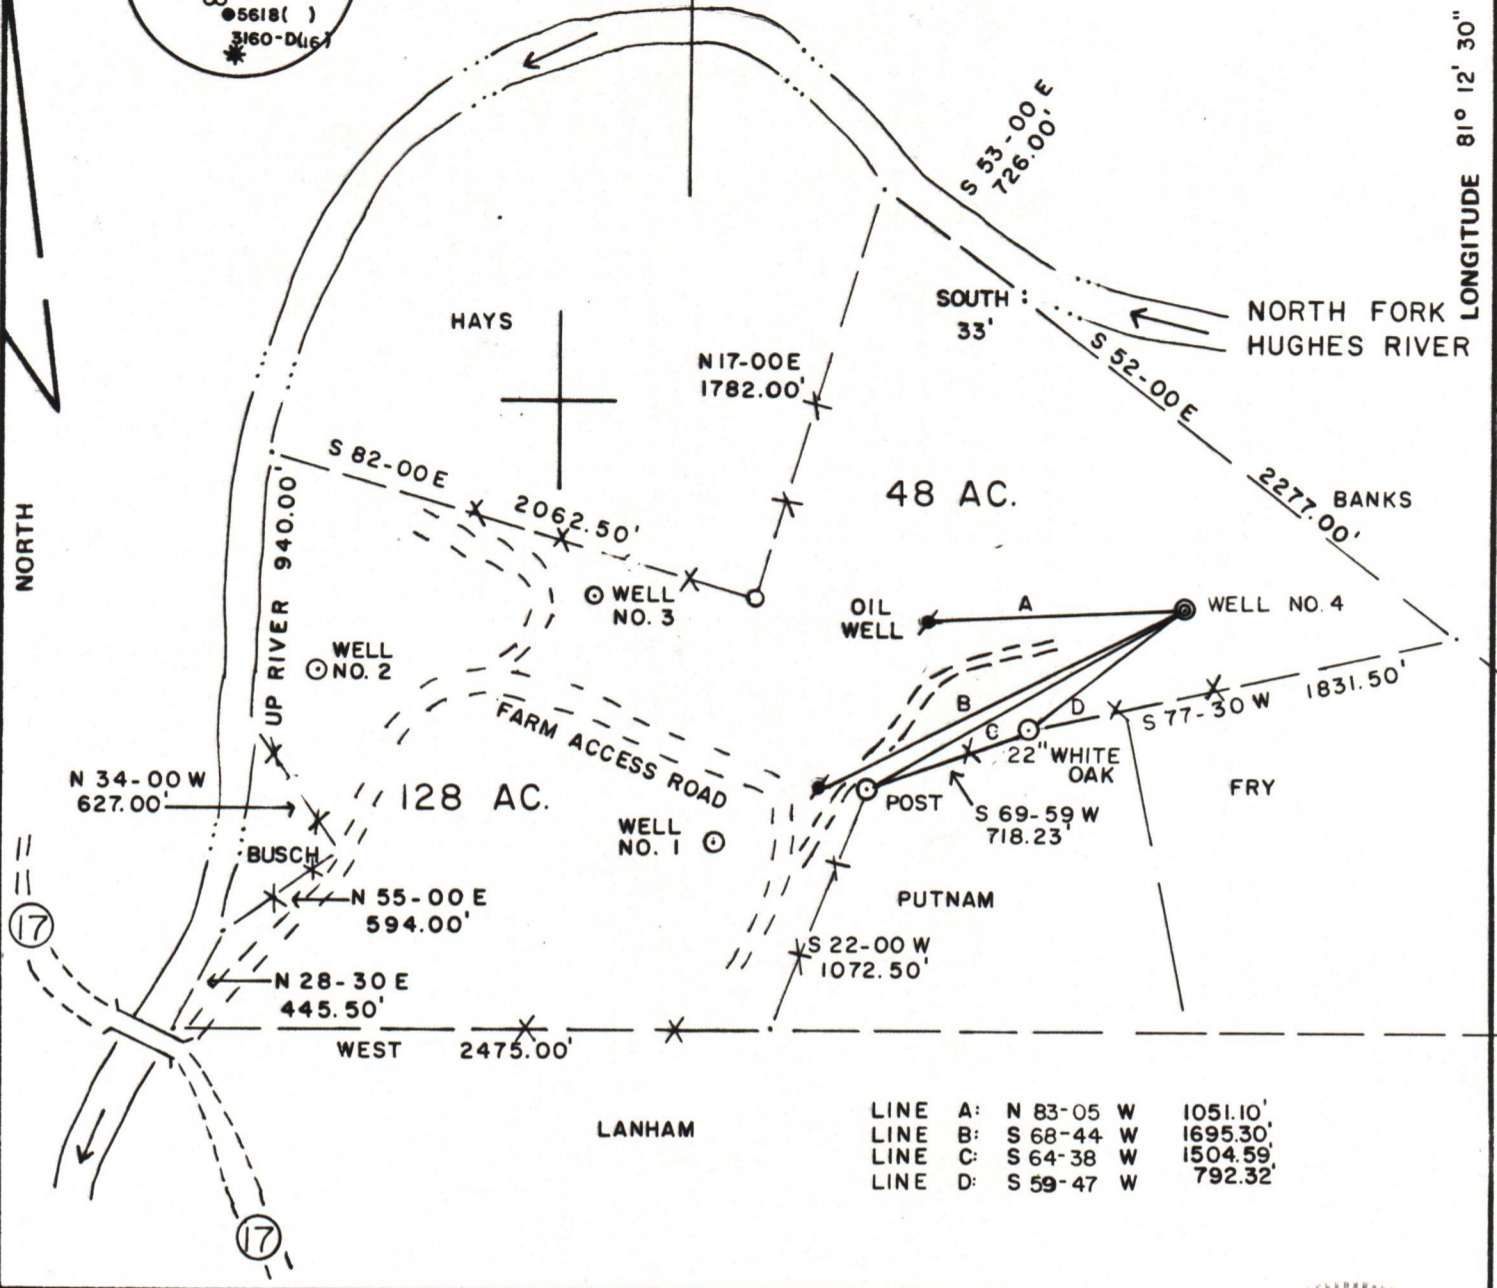 5618( )
3160-D(16)
LONGITUDE 81° 12' 30"
S 53-00 E
726.00'
NORTH FORK
HUGHES RIVER
SOUTH
33'
HAYS
N 17-00 E
1782.00'
S 52-00 E
2277.00'
BANKS
S 82-00 E
2062.50'
48 AC.
NORTH
UP RIVER 940.00'
WELL
NO. 3
OIL
WELL
A
WELL NO. 4
WELL
NO. 2
B
C
D
S 77-30 W
1831.50'
FARM ACCESS ROAD
22" WHITE
OAK
N 34-00 W
627.00'
128 AC.
POST
S 69-59 W
718.23'
FRY
WELL
NO. 1
BUSCH
N 55-00 E
594.00'
PUTNAM
17
S 22-00 W
1072.50'
N 28-30 E
445.50'
WEST 2475.00'
LANHAM
LINE A: N 83-05 W 1051.10'
LINE B: S 68-44 W 1695.30'
LINE C: S 64-38 W 1504.59'
LINE D: S 59-47 W 792.32'
17